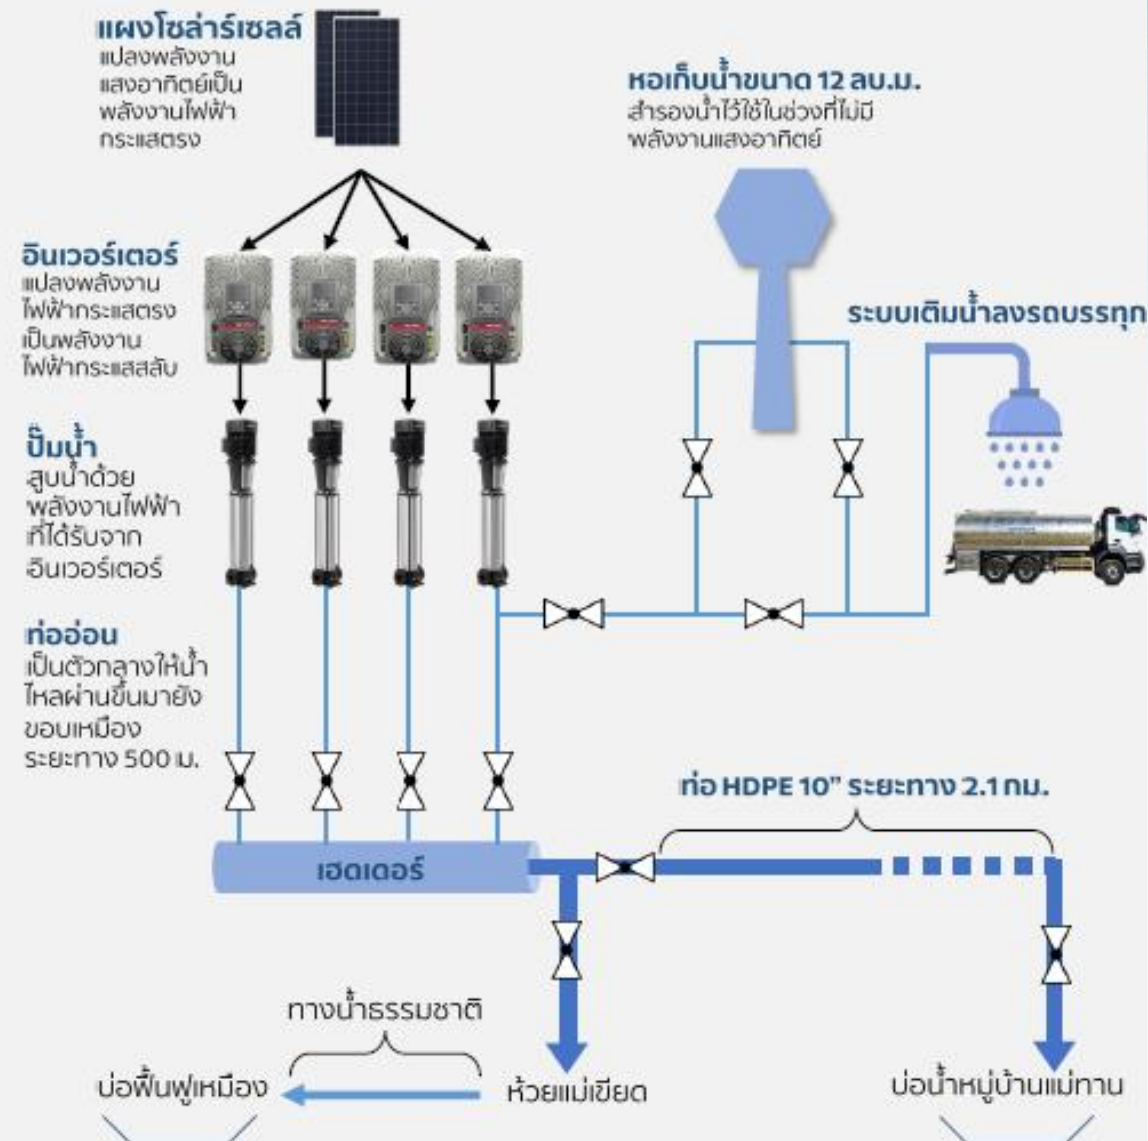 แผงโซล่าร์เซลล์
แปลงพลังงาน
แสงอาทิตย์เป็น
พลังงานไฟฟ้า
กระแสตรง
หอเก็บน้ำขนาด 12 ลบ.ม.
สำรองน้ำไว้ใช้ในช่วงที่ไม่มี
พลังงานแสงอาทิตย์
อินเวอร์เตอร์
แปลงพลังงาน
ไฟฟ้ากระแสตรง
เป็นพลังงาน
ไฟฟ้ากระแสสลับ
ระบบเติมน้ำลงรถบรรทุก
ปั๊มน้ำ
สูบน้ำด้วย
พลังงานไฟฟ้า
ที่ได้รับจาก
อินเวอร์เตอร์
ท่ออ่อน
เป็นตัวกลางให้น้ำ
ไหลผ่านขึ้นมายัง
ขอบเหมือง
ระยะทาง 500 ม.
ท่อ HDPE 10” ระยะทาง 2.1 กม.
เฮดเดอร์
ทางน้ำธรรมชาติ
บ่อฟื้นฟูเหมือง
ห้วยแม่เขียด
บ่อน้ำหมู่บ้านแม่ทาน